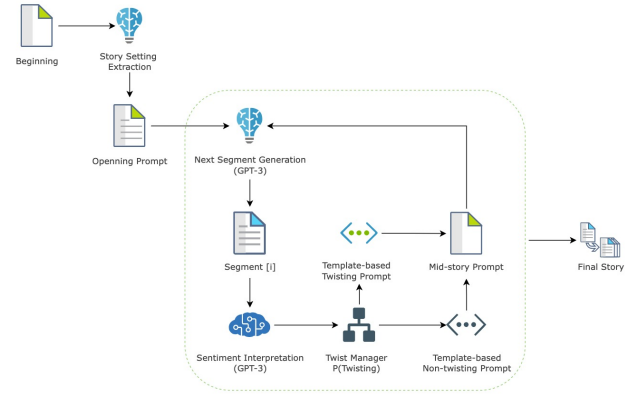 Beginning
Story Setting
Extraction
Openning Prompt
Next Segment Generation
(GPT-3)
Segment [i]
Template-based
Twisting Prompt
Mid-story Prompt
Final Story
Sentiment Interpretation
(GPT-3)
Twist Manager
P(Twisting)
Template-based
Non-twisting Prompt